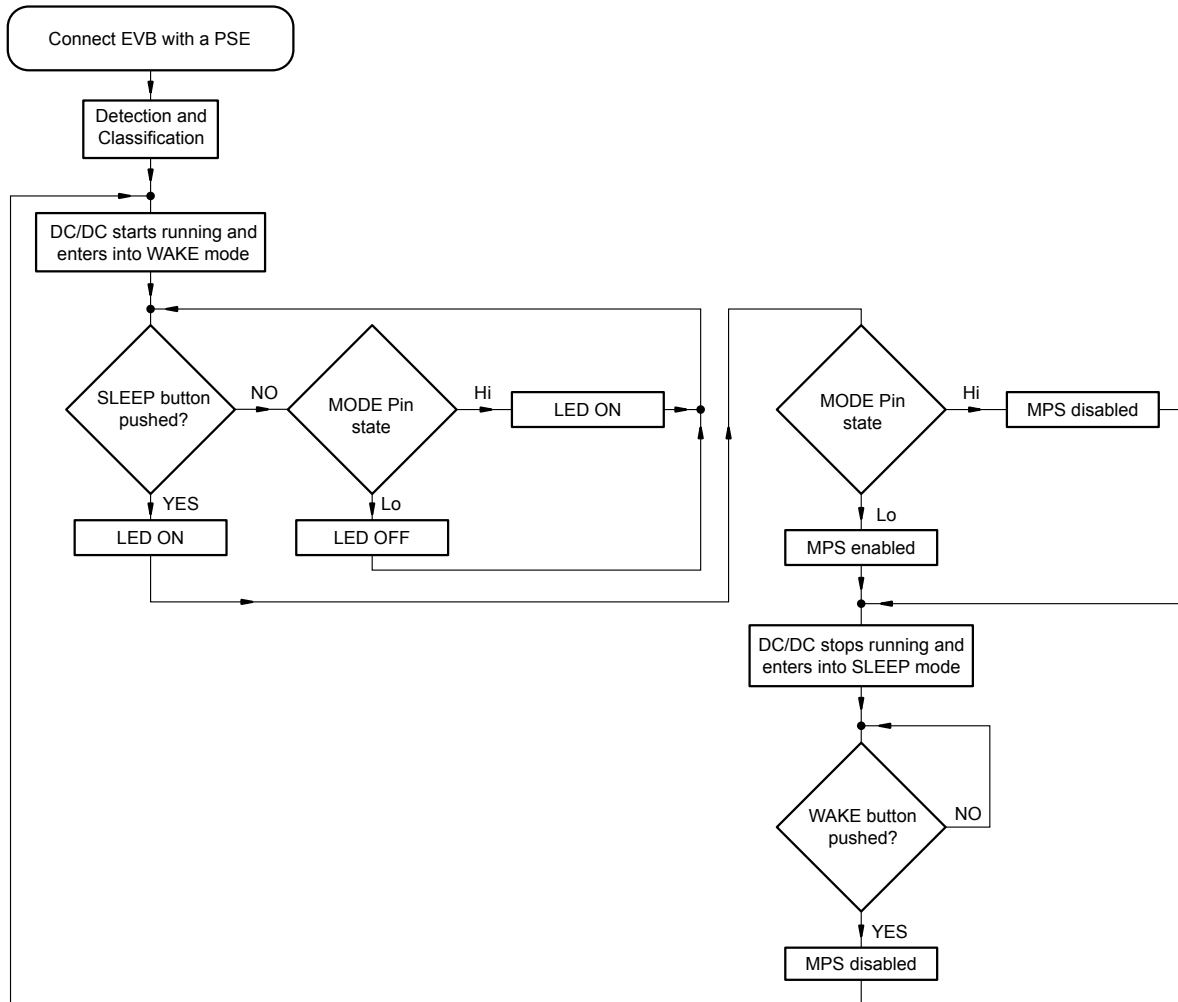 Connect EVB with a PSE
Detection and
Classification
DC/DC starts running and
enters into WAKE mode
SLEEP button
pushed?
NO
MODE Pin
state
Hi
LED ON
YES
LED ON
Lo
LED OFF
MODE Pin
state
Hi
MPS disabled
Lo
MPS enabled
DC/DC stops running and
enters into SLEEP mode
WAKE button
pushed?
NO
YES
MPS disabled